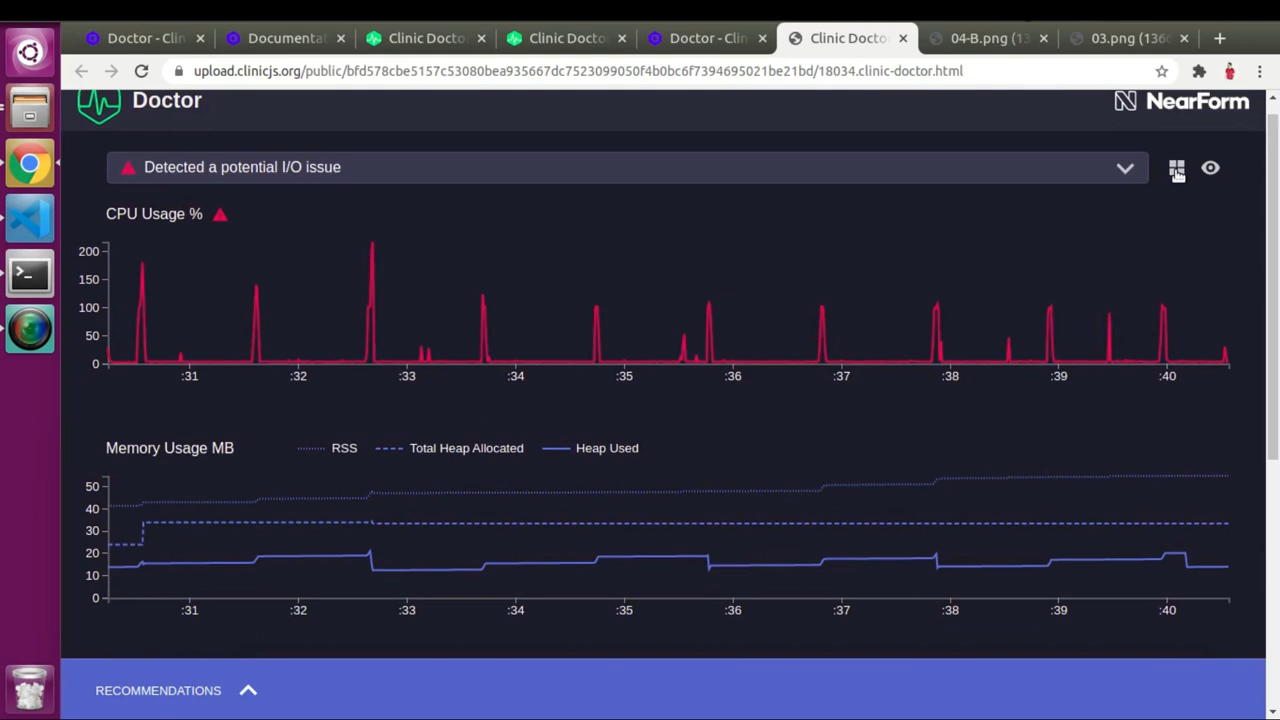 Doctor - Clin
Documentat
Clinic Docto
Clinic Docto
Doctor - Clin
Clinic Docto
04-B.png (13
03.png (136
upload.clinicjs.org/public/bfd578cbe5157c53080bea935667dc7523099050f4b0bc6f7394695021be21bd/18034.clinic-doctor.html
Doctor
NearForm
Detected a potential I/O issue
CPU Usage %
200
150
100
50
0
:31 :32 :33 :34 :35 :36 :37 :38 :39 :40
Memory Usage MB
RSS
Total Heap Allocated
Heap Used
50
40
30
20
10
0
:31 :32 :33 :34 :35 :36 :37 :38 :39 :40
RECOMMENDATIONS